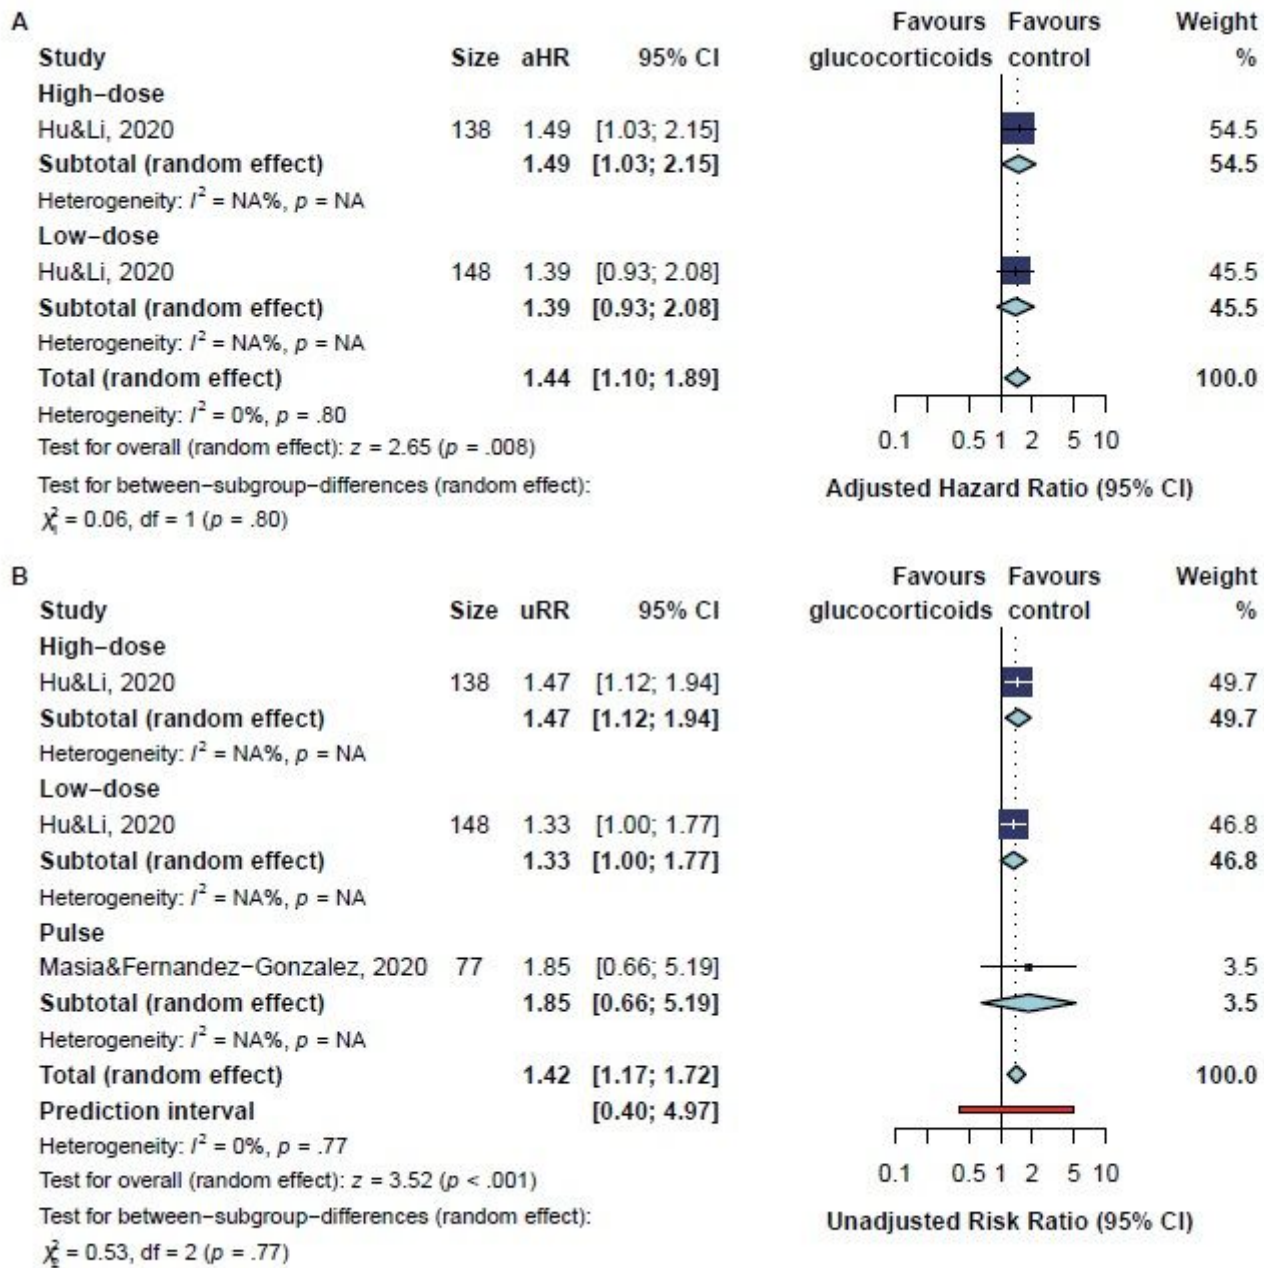 A Favours Favours Weight
Study Size aHR 95% CI glucocorticoids control %
High−dose
Hu&Li, 2020 138 1.49 [1.03; 2.15] 54.5
Subtotal (random effect) 1.49 [1.03; 2.15] 54.5
Heterogeneity: I² = NA%, p = NA
Low−dose
Hu&Li, 2020 148 1.39 [0.93; 2.08] 45.5
Subtotal (random effect) 1.39 [0.93; 2.08] 45.5
Heterogeneity: I² = NA%, p = NA
Total (random effect) 1.44 [1.10; 1.89] 100.0
Heterogeneity: I² = 0%, p = .80
Test for overall (random effect): z = 2.65 (p = .008) 0.1 0.5 1 2 5 10
Test for between−subgroup−differences (random effect): Adjusted Hazard Ratio (95% CI)
χ²₁ = 0.06, df = 1 (p = .80)
B Favours Favours Weight
Study Size uRR 95% CI glucocorticoids control %
High−dose
Hu&Li, 2020 138 1.47 [1.12; 1.94] 49.7
Subtotal (random effect) 1.47 [1.12; 1.94] 49.7
Heterogeneity: I² = NA%, p = NA
Low−dose
Hu&Li, 2020 148 1.33 [1.00; 1.77] 46.8
Subtotal (random effect) 1.33 [1.00; 1.77] 46.8
Heterogeneity: I² = NA%, p = NA
Pulse
Masia&Fernandez−Gonzalez, 2020 77 1.85 [0.66; 5.19] 3.5
Subtotal (random effect) 1.85 [0.66; 5.19] 3.5
Heterogeneity: I² = NA%, p = NA
Total (random effect) 1.42 [1.17; 1.72] 100.0
Prediction interval [0.40; 4.97]
Heterogeneity: I² = 0%, p = .77
Test for overall (random effect): z = 3.52 (p < .001) 0.1 0.5 1 2 5 10
Test for between−subgroup−differences (random effect): Unadjusted Risk Ratio (95% CI)
χ²₂ = 0.53, df = 2 (p = .77)